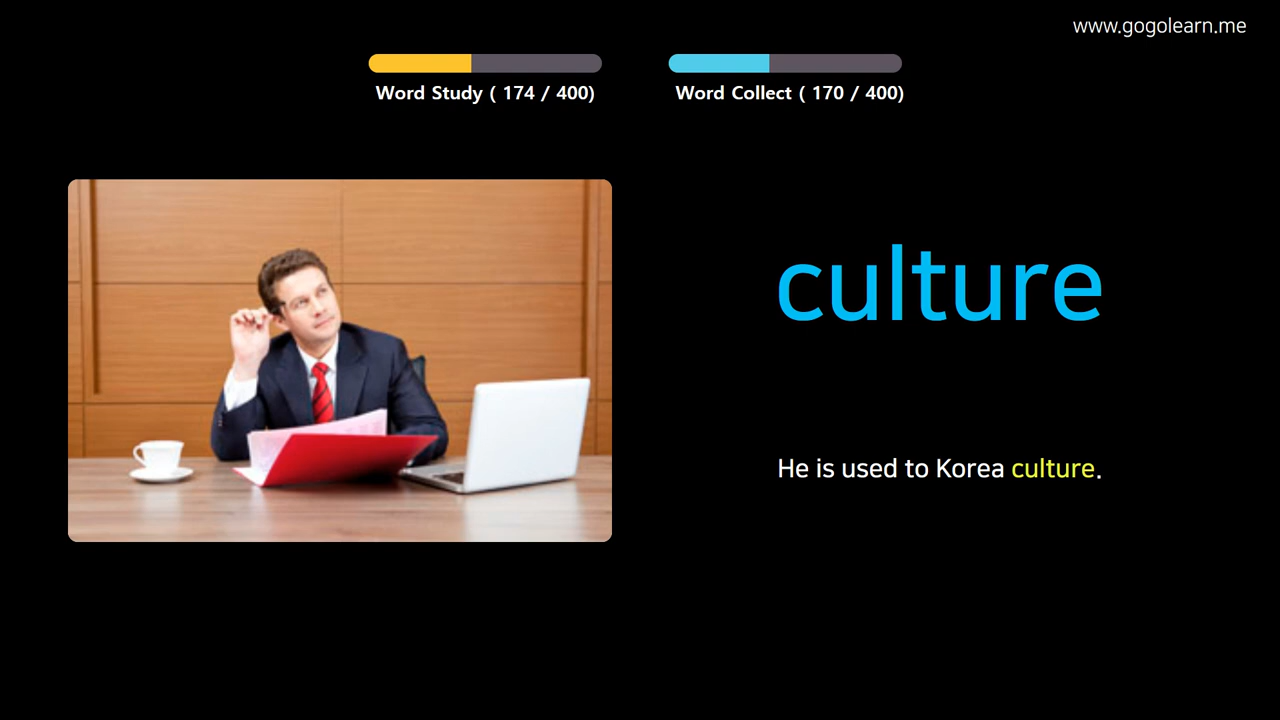 www.gogolearn.me
Word Study ( 174 / 400)
Word Collect ( 170 / 400)
culture
He is used to Korea culture.